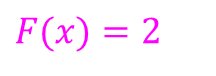 F(x) = 2